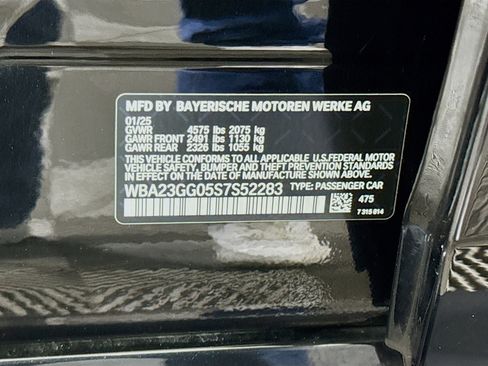 MFD BY BAYERISCHE MOTOREN WERKE AG
01/25
GVWR 4575 lbs 2075 kg
GAWR FRONT 2491 lbs 1130 kg
GAWR REAR 2326 lbs 1055 kg
THIS VEHICLE CONFORMS TO ALL APPLICABLE U.S.FEDERAL MOTOR
VEHICLE SAFETY, BUMPER AND THEFT PREVENTION STANDARDS
IN EFFECT ON THE DATE OF MANUFACTURE SHOWN ABOVE.
WBA23GG05S7S52283 TYPE: PASSENGER CAR
475
7 315 014